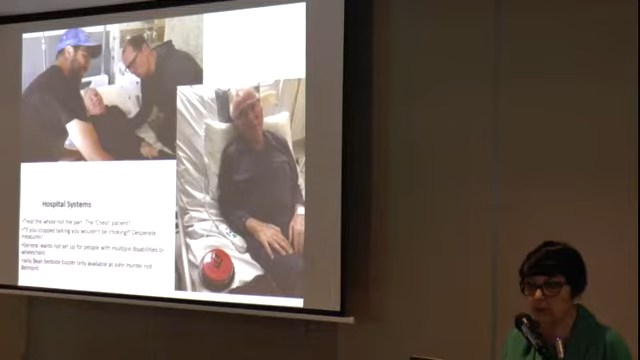 Hospital Systems
•Treat the whole not the part. The "Chest" patient!
•"If you stopped talking you wouldn't be choking!" Desperate
measures!
•Generic wards not set up for people with multiple disabilities or
wheelchairs.
•Jelly Bean bedside buzzer only available at John Hunter not
Belmont.